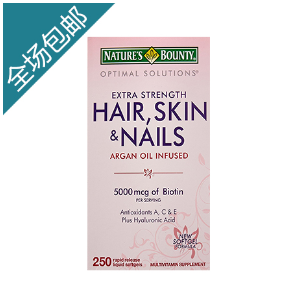 全场包邮
NATURE'S BOUNTY®
OPTIMAL SOLUTIONS®
EXTRA STRENGTH
HAIR, SKIN
& NAILS
ARGAN OIL INFUSED
5000 mcg of Biotin
PER SERVING
Antioxidants A, C & E
Plus Hyaluronic Acid
NEW
SOFTGEL
FORMULA
250 rapid release
liquid softgels
MULTIVITAMIN SUPPLEMENT